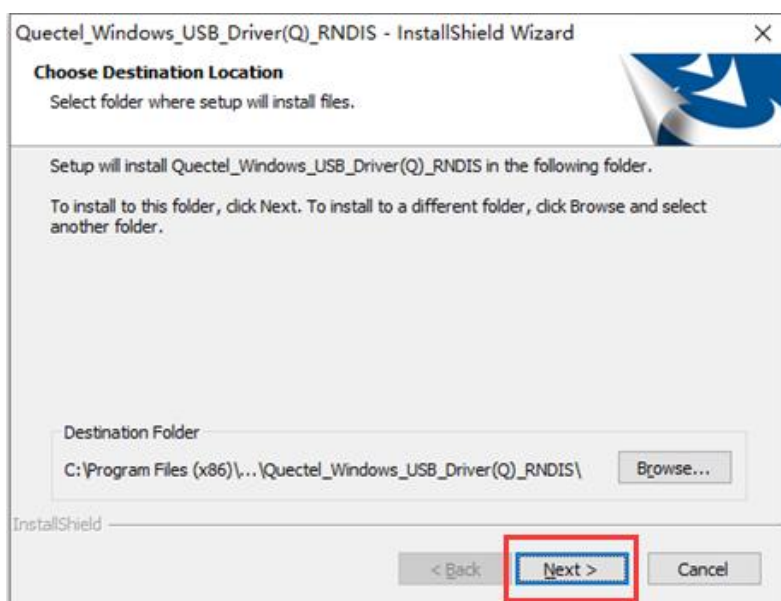 Quectel_Windows_USB_Driver(Q)_RNDIS - InstallShield Wizard
Choose Destination Location
Select folder where setup will install files.
Setup will install Quectel_Windows_USB_Driver(Q)_RNDIS in the following folder.
To install to this folder, click Next. To install to a different folder, click Browse and select
another folder.
Destination Folder
C:\Program Files (x86)\...\Quectel_Windows_USB_Driver(Q)_RNDIS\ Browse...
InstallShield
< Back Next > Cancel